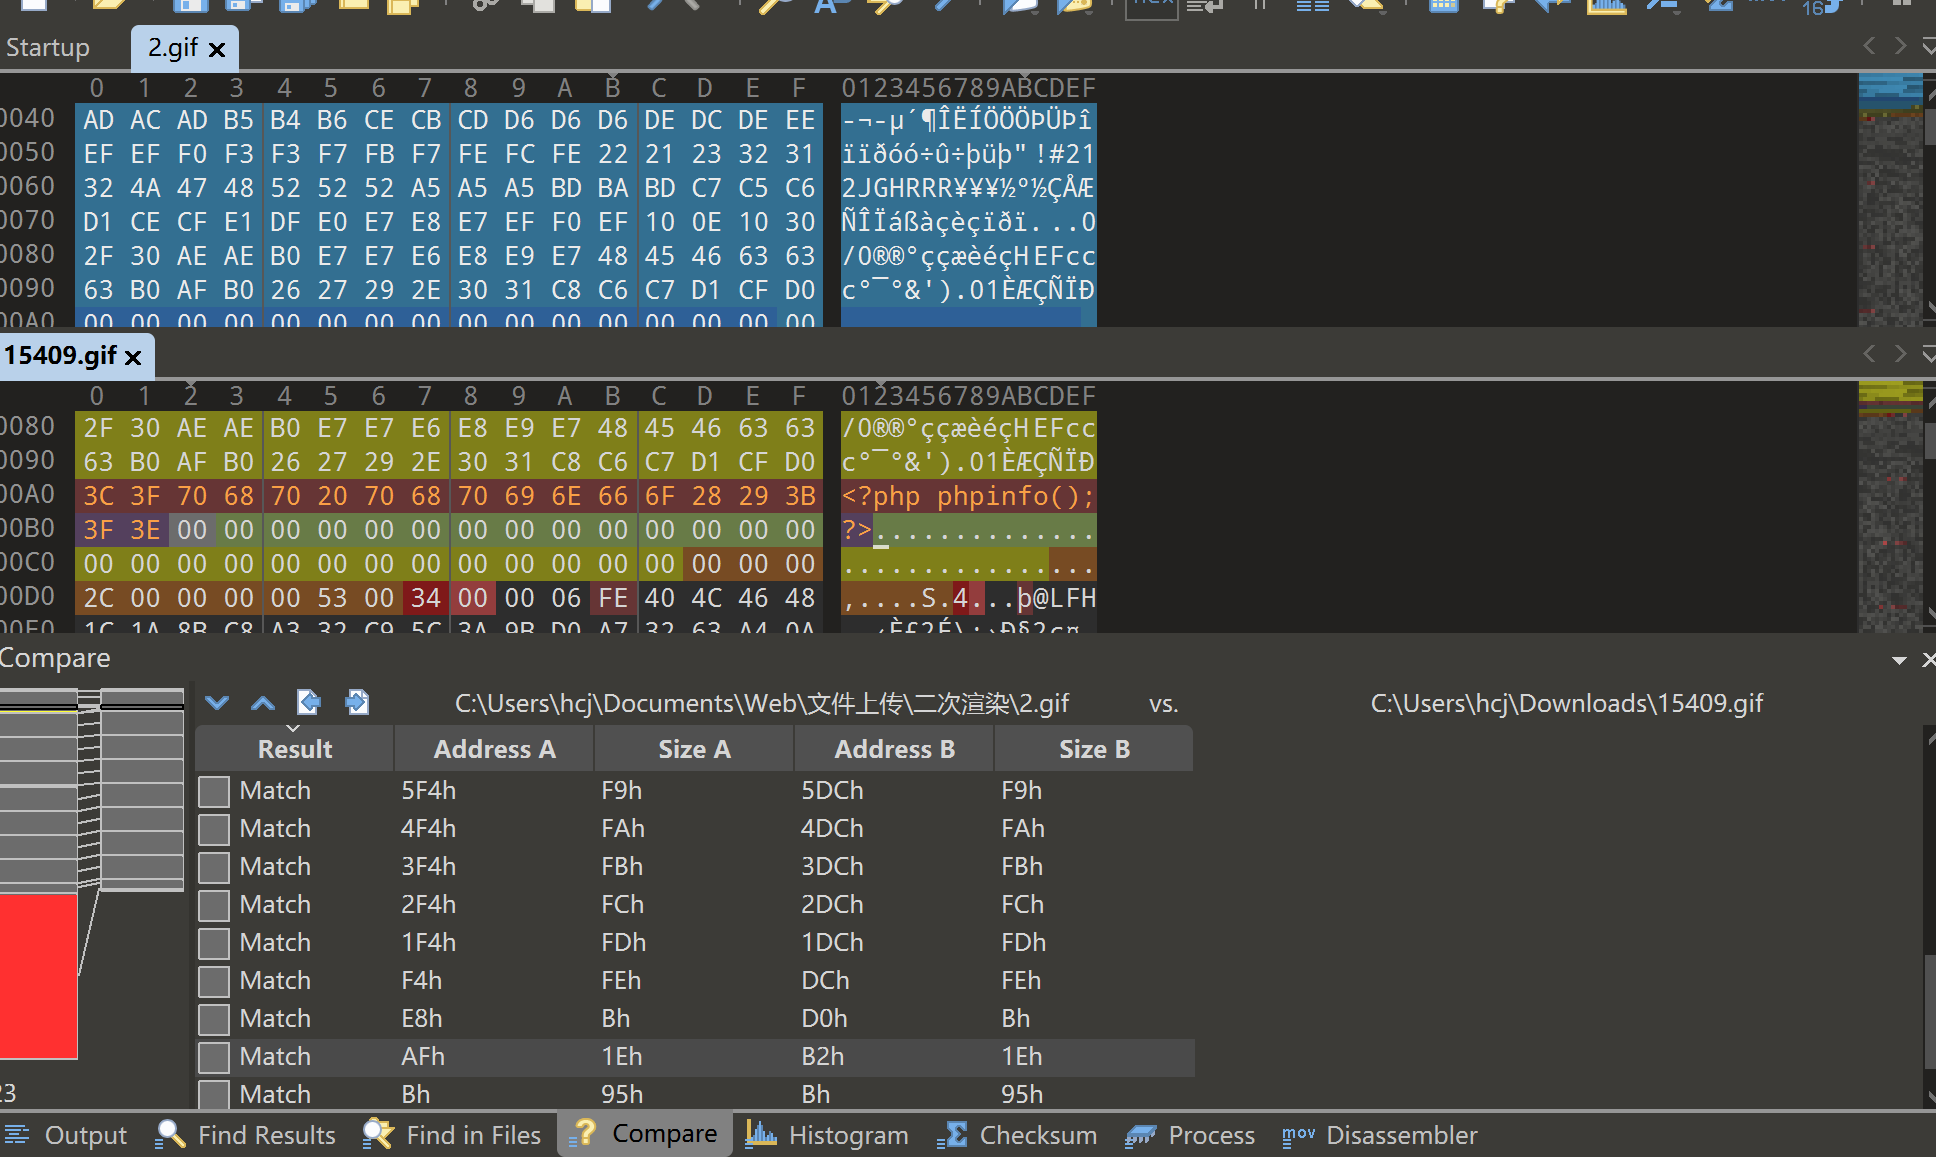 Startup 2.gif
0 1 2 3 4 5 6 7 8 9 A B C D E F 0123456789ABCDEF
0040 AD AC AD B5 B4 B6 CE CB CD D6 D6 D6 DE DC DE EE -¬-µ´¶ÎËÍÖÖÖÞÜÞî
0050 EF EF F0 F3 F3 F7 FB F7 FE FC FE 22 21 23 32 31 ïïðóó÷û÷þüþ"!#21
0060 32 4A 47 48 52 52 52 A5 A5 A5 BD BA BD C7 C5 C6 2JGHRRR¥¥¥½º½ÇÅÆ
0070 D1 CE CF E1 DF E0 E7 E8 E7 EF F0 EF 10 0E 10 30 ÑÎÏáßàçèçïðï...0
0080 2F 30 AE AE B0 E7 E7 E6 E8 E9 E7 48 45 46 63 63 /0®®°ççæèéçHEFcc
0090 63 B0 AF B0 26 27 29 2E 30 31 C8 C6 C7 D1 CF D0 c°¯°&').01ÈÆÇÑÏÐ
00A0 00 00 00 00 00 00 00 00 00 00 00 00 00 00 00 00
15409.gif
0 1 2 3 4 5 6 7 8 9 A B C D E F 0123456789ABCDEF
0080 2F 30 AE AE B0 E7 E7 E6 E8 E9 E7 48 45 46 63 63 /0®®°ççæèéçHEFcc
0090 63 B0 AF B0 26 27 29 2E 30 31 C8 C6 C7 D1 CF D0 c°¯°&').01ÈÆÇÑÏÐ
00A0 3C 3F 70 68 70 20 70 68 70 69 6E 66 6F 28 29 3B <?php phpinfo();
00B0 3F 3E 00 00 00 00 00 00 00 00 00 00 00 00 00 00 ?>..............
00C0 00 00 00 00 00 00 00 00 00 00 00 00 00 00 00 00 ................
00D0 2C 00 00 00 00 53 00 34 00 00 06 FE 40 4C 46 48 ,....S.4...þ@LFH
00E0 1C 1A 8B C8 A3 32 C9 5C 3A 9B D0 A7 32 63 A4 0A
Compare
C:\Users\hcj\Documents\Web\文件上传\二次渲染\2.gif vs. C:\Users\hcj\Downloads\15409.gif
Result Address A Size A Address B Size B
Match 5F4h F9h 5DCh F9h
Match 4F4h FAh 4DCh FAh
Match 3F4h FBh 3DCh FBh
Match 2F4h FCh 2DCh FCh
Match 1F4h FDh 1DCh FDh
Match F4h FEh DCh FEh
Match E8h Bh D0h Bh
Match AFh 1Eh B2h 1Eh
Match Bh 95h Bh 95h
Output Find Results Find in Files Compare Histogram Checksum Process Disassembler